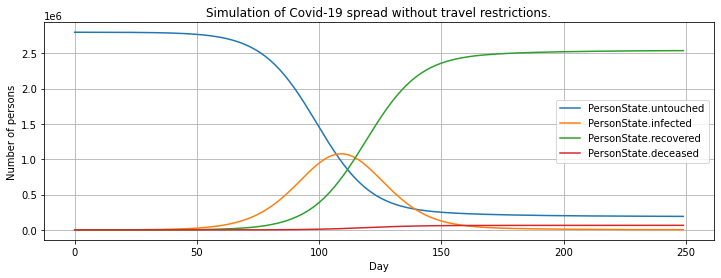 Simulation of Covid-19 spread without travel restrictions.
1e6
2.5
2.0
1.5
1.0
0.5
0.0
Number of persons
PersonState.untouched
PersonState.infected
PersonState.recovered
PersonState.deceased
0 50 100 150 200 250
Day